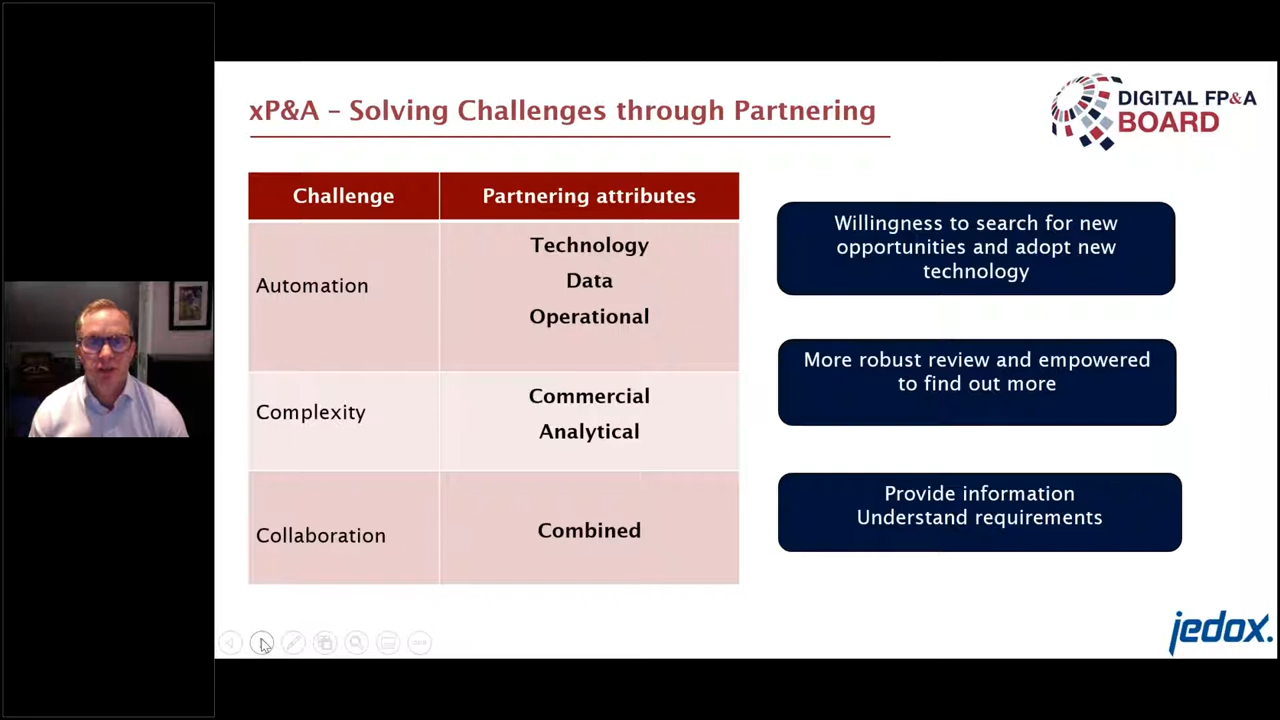 xP&A – Solving Challenges through Partnering
DIGITAL FP&A
BOARD
Challenge
Partnering attributes
Automation
Technology
Data
Operational
Complexity
Commercial
Analytical
Collaboration
Combined
Willingness to search for new
opportunities and adopt new
technology
More robust review and empowered
to find out more
Provide information
Understand requirements
jedox.